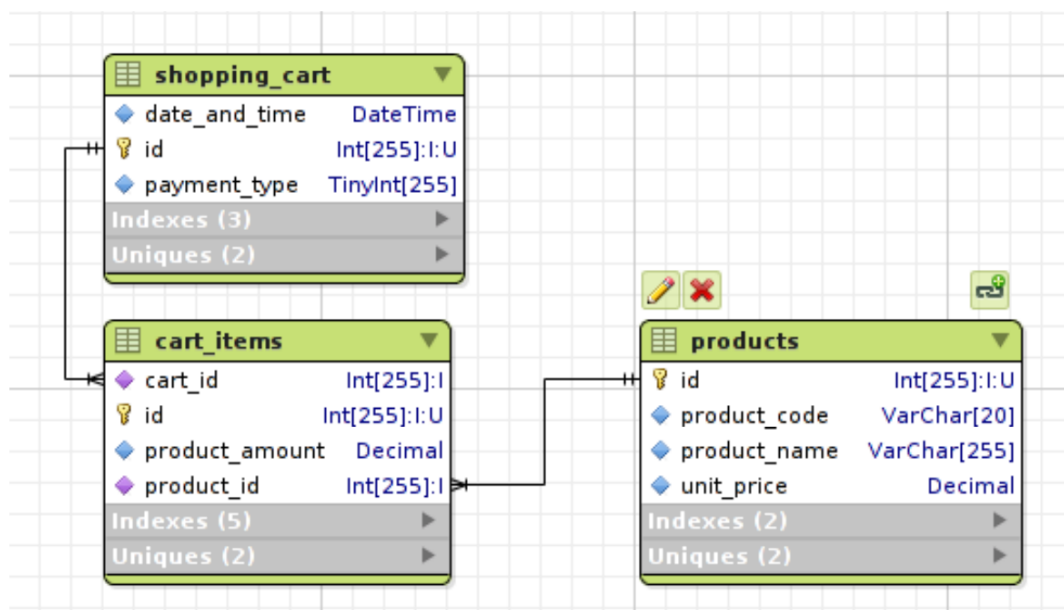 shopping_cart
date_and_time DateTime
id Int[255]:I:U
payment_type TinyInt[255]
Indexes (3)
Uniques (2)
cart_items
cart_id Int[255]:I
id Int[255]:I:U
product_amount Decimal
product_id Int[255]:I
Indexes (5)
Uniques (2)
products
id Int[255]:I:U
product_code VarChar[20]
product_name VarChar[255]
unit_price Decimal
Indexes (2)
Uniques (2)